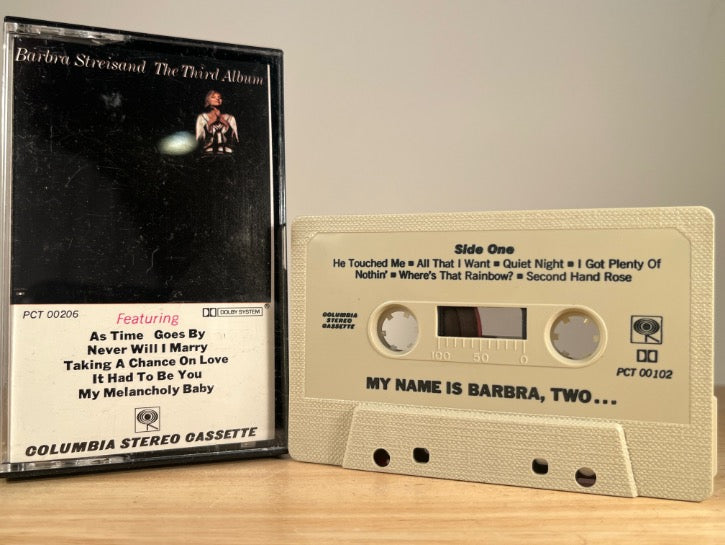 Barbra Streisand The Third Album
PCT 00206
Featuring
DOLBY SYSTEM ®
As Time Goes By
Never Will I Marry
Taking A Chance On Love
It Had To Be You
My Melancholy Baby
COLUMBIA STEREO CASSETTE
Side One
He Touched Me ■ All That I Want ■ Quiet Night ■ I Got Plenty Of
Nothin' ■ Where's That Rainbow? ■ Second Hand Rose
COLUMBIA
STEREO
CASSETTE
100 50 0
PCT 00102
MY NAME IS BARBRA, TWO...